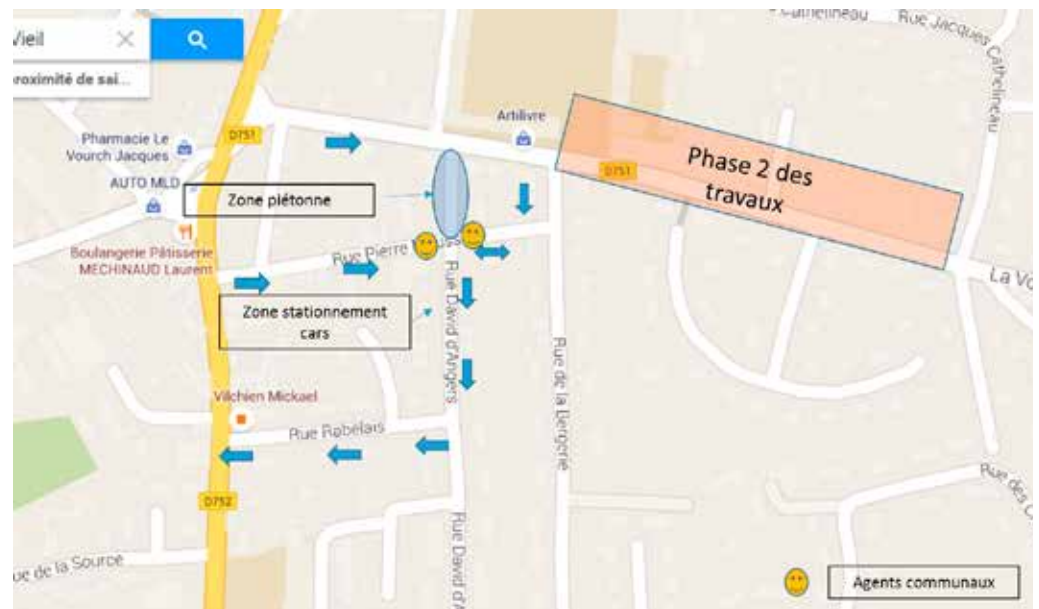 Vieil
roximité de sai...
Cathelineau
Rue Jacques Cathelineau
Artilivre
Pharmacie Le
Vourch Jacques
D751
AUTO MLD
Zone piétonne
Phase 2 des
travaux
D751
Boulangerie Pâtisserie
MECHINAUD Laurent
Rue Pierre
La Vo
Zone stationnement
cars
Rue David d'Angers
Rue de la Bergerie
Vilchien Mickael
Rue Rabelais
D752
Rue des C
Rue David d'A
ue de la Source
Agents communaux